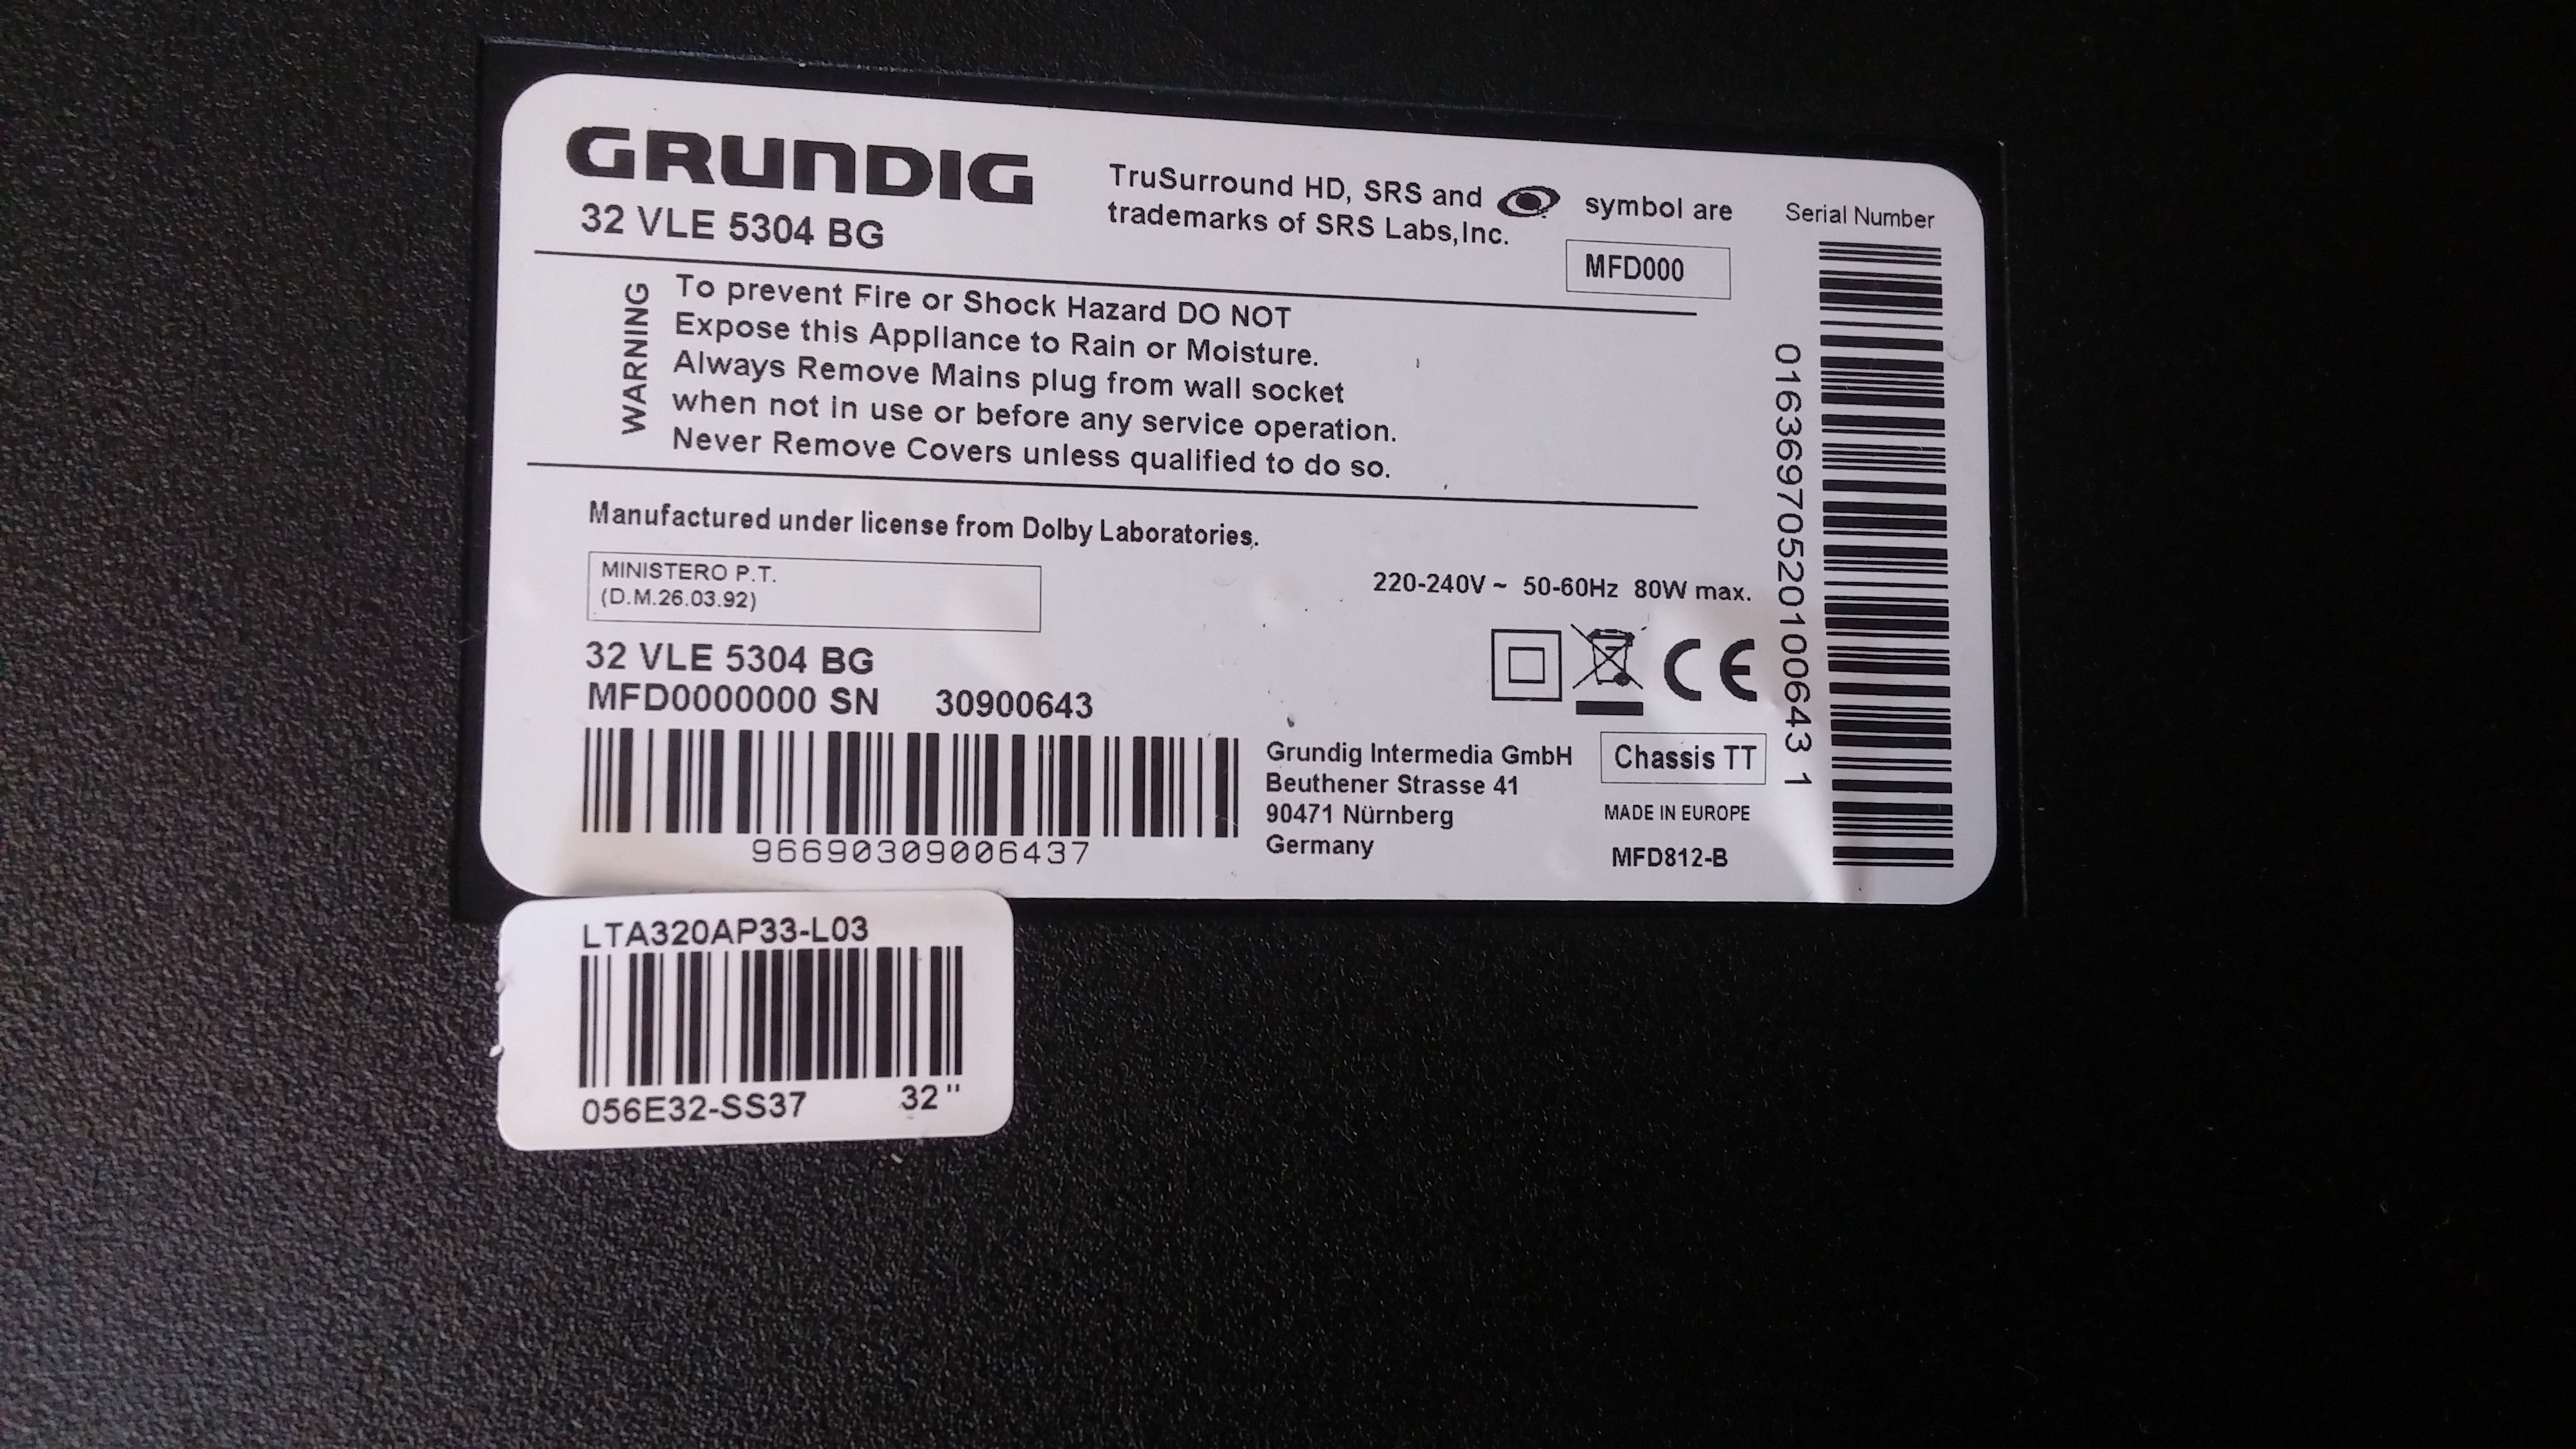 GRUNDIG
32 VLE 5304 BG
TruSurround HD, SRS and symbol are
trademarks of SRS Labs,Inc.
MFD000
Serial Number
WARNING
To prevent Fire or Shock Hazard DO NOT
Expose this Appliance to Rain or Moisture.
Always Remove Mains plug from wall socket
when not in use or before any service operation.
Never Remove Covers unless qualified to do so.
Manufactured under license from Dolby Laboratories.
MINISTERO P.T.
(D.M.26.03.92)
220-240V ~ 50-60Hz 80W max.
32 VLE 5304 BG
MFD0000000 SN 30900643
CE
96690309006437
Grundig Intermedia GmbH
Beuthener Strasse 41
90471 Nürnberg
Germany
Chassis TT
MADE IN EUROPE
MFD812-B
01636970520100643 1
LTA320AP33-L03
056E32-SS37 32"